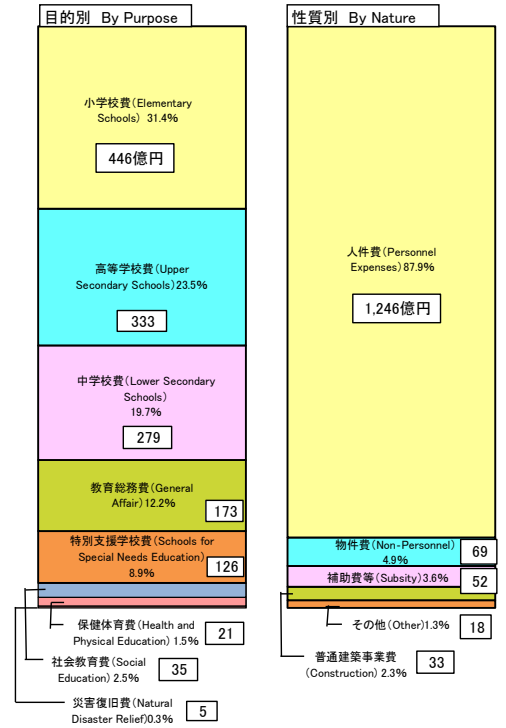 目的別 By Purpose
小学校費(Elementary
Schools) 31.4%
446億円
高等学校費(Upper
Secondary Schools)23.5%
333
中学校費(Lower Secondary
Schools)
19.7%
279
教育総務費(General
Affair)12.2%
173
特別支援学校費(Schools for
Special Needs Education)
8.9%
126
保健体育費(Health and
Physical Education) 1.5%
21
社会教育費(Social
Education) 2.5%
35
災害復旧費(Natural
Disaster Relief)0.3%
5
性質別 By Nature
人件費(Personnel
Expenses)87.9%
1,246億円
物件費(Non-Personnel)
4.9%
69
補助費等(Subsity)3.6%
52
その他(Other)1.3%
18
普通建築事業費
(Construction) 2.3%
33